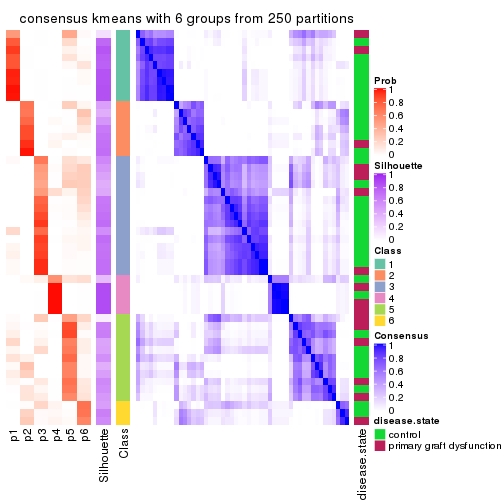 consensus kmeans with 6 groups from 250 partitions
Prob
1
0.8
0.6
0.4
0.2
0
Silhouette
1
0.8
0.6
0.4
0.2
0
Class
1
2
3
4
5
6
Consensus
1
0.8
0.6
0.4
0.2
0
disease.state
control
primary graft dysfunction
p1
p2
p3
p4
p5
p6
Silhouette
Class
disease.state